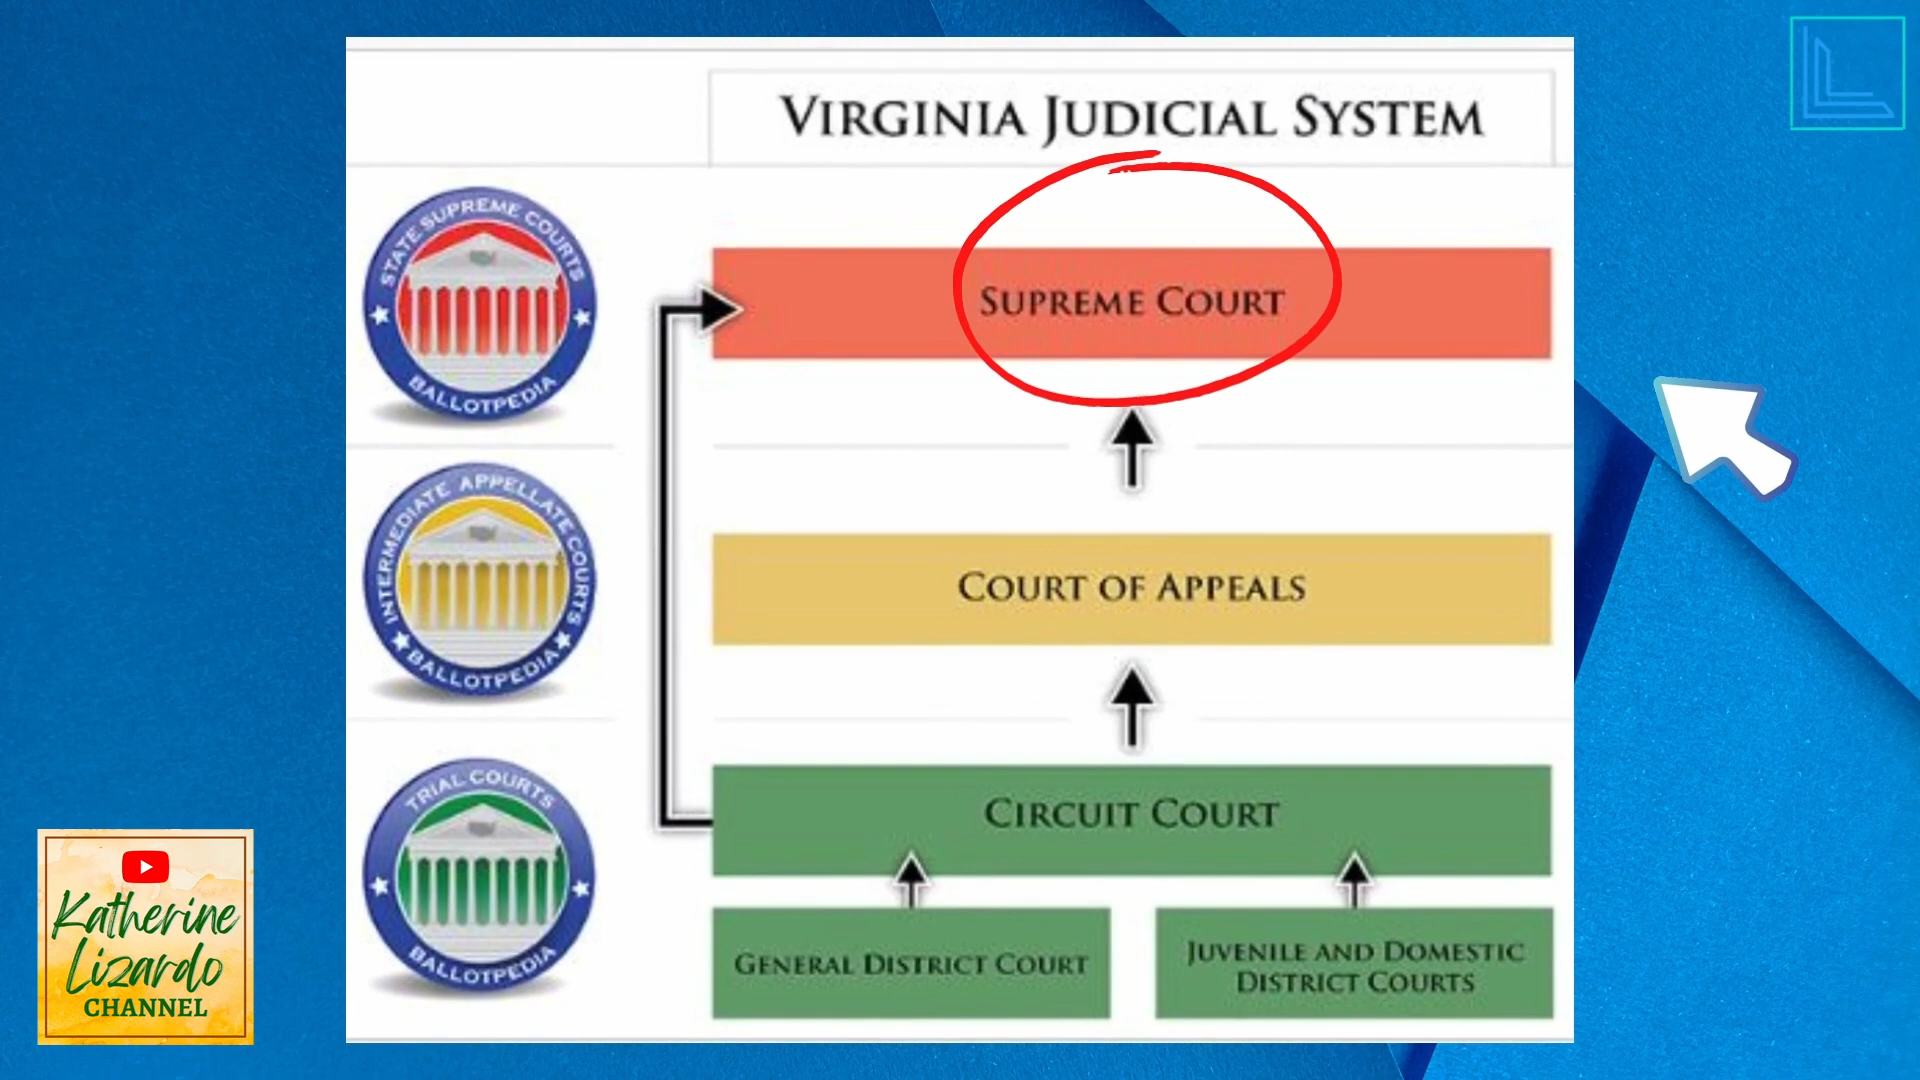 VIRGINIA JUDICIAL SYSTEM
STATE SUPREME COURTS
BALLOTPEDIA
SUPREME COURT
INTERMEDIATE APPELLATE COURTS
BALLOTPEDIA
COURT OF APPEALS
TRIAL COURTS
BALLOTPEDIA
CIRCUIT COURT
GENERAL DISTRICT COURT
JUVENILE AND DOMESTIC
DISTRICT COURTS
Katherine
Lizardo
CHANNEL